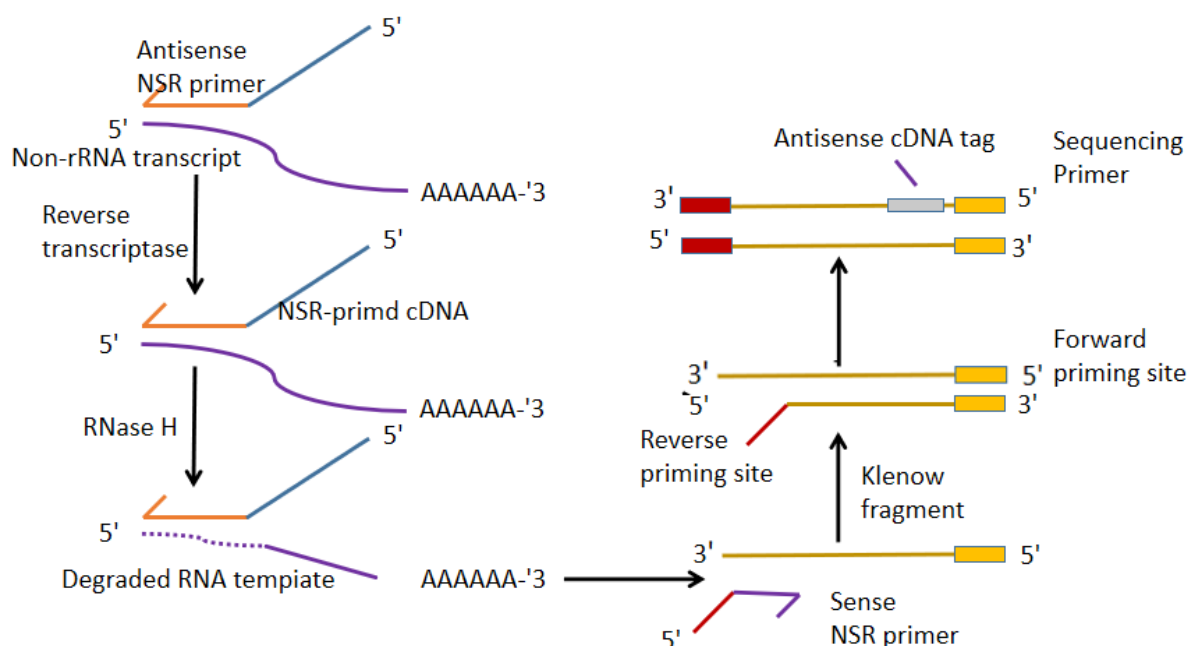 5'
Antisense
NSR primer
5'
Non-rRNA transcript
AAAAAA-'3
Reverse
transcriptase
5'
NSR-primd cDNA
5'
AAAAAA-'3
RNase H
5'
5'
Degraded RNA tempiate
AAAAAA-'3
Antisense cDNA tag
Sequencing
Primer
3'
5'
5'
3'
Forward
priming site
3'
5'
5'
3'
Reverse
priming site
Klenow
fragment
3'
5'
Sense
NSR primer
5'